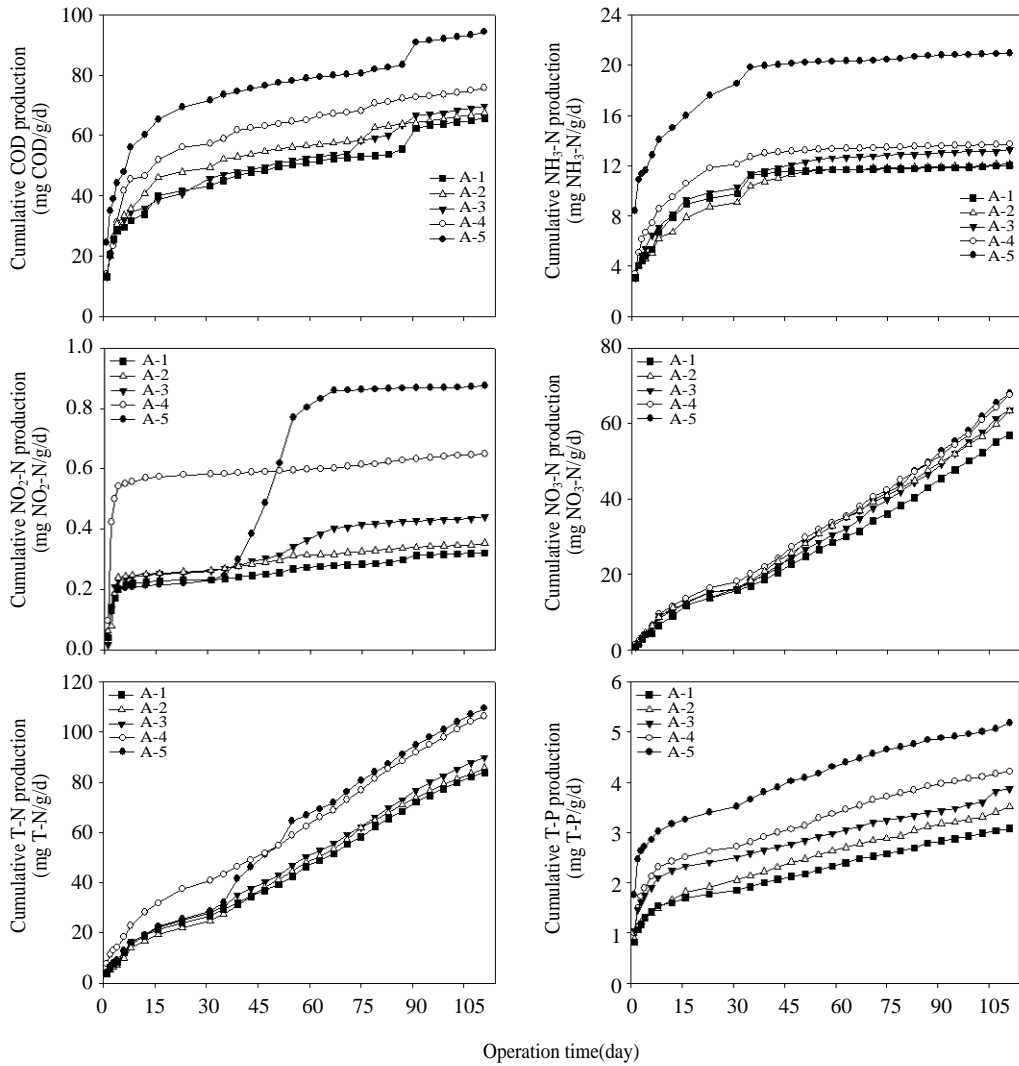 Cumulative COD production
(mg COD/g/d)
100
80
60
40
20
0
A-1
A-2
A-3
A-4
A-5
Cumulative NH3-N production
(mg NH3-N/g/d)
24
20
16
12
8
4
0
A-1
A-2
A-3
A-4
A-5
Cumulative NO2-N production
(mg NO2-N/g/d)
1.0
0.8
0.6
0.4
0.2
0.0
A-1
A-2
A-3
A-4
A-5
Cumulative NO3-N production
(mg NO3-N/g/d)
80
60
40
20
0
A-1
A-2
A-3
A-4
A-5
Cumulative T-N production
(mg T-N/g/d)
120
100
80
60
40
20
0
A-1
A-2
A-3
A-4
A-5
0 15 30 45 60 75 90 105
Cumulative T-P production
(mg T-P/g/d)
6
5
4
3
2
1
0
A-1
A-2
A-3
A-4
A-5
0 15 30 45 60 75 90 105
Operation time(day)